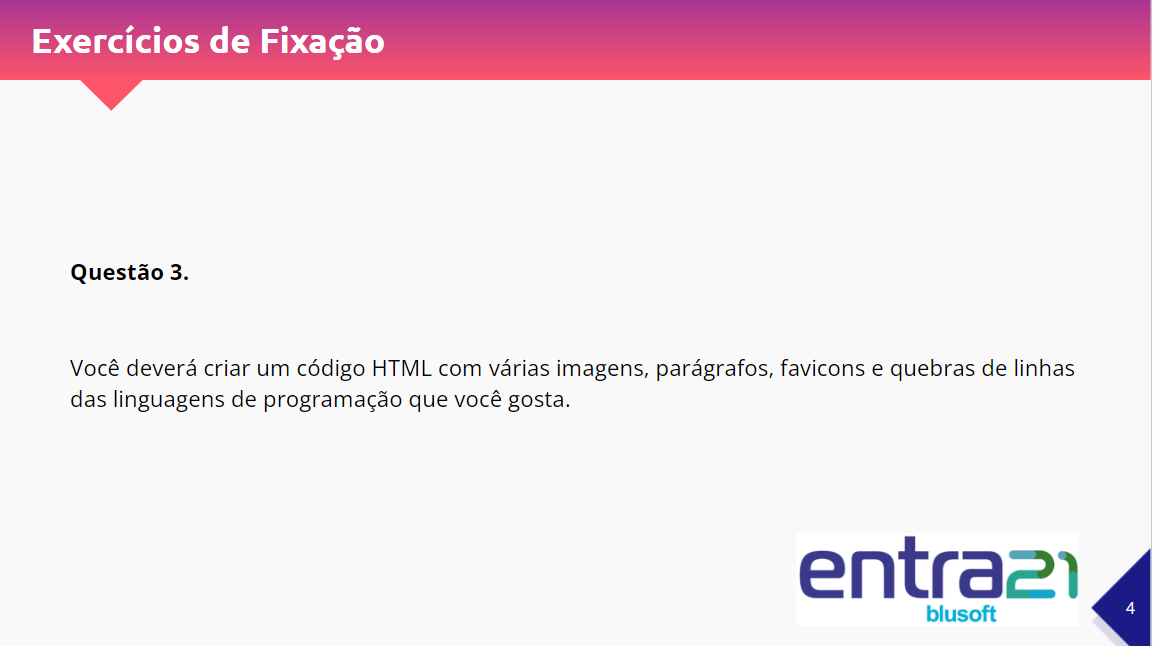 Exercícios de Fixação
Questão 3.
Você deverá criar um código HTML com várias imagens, parágrafos, favicons e quebras de linhas
das linguagens de programação que você gosta.
entra21
blusoft
4